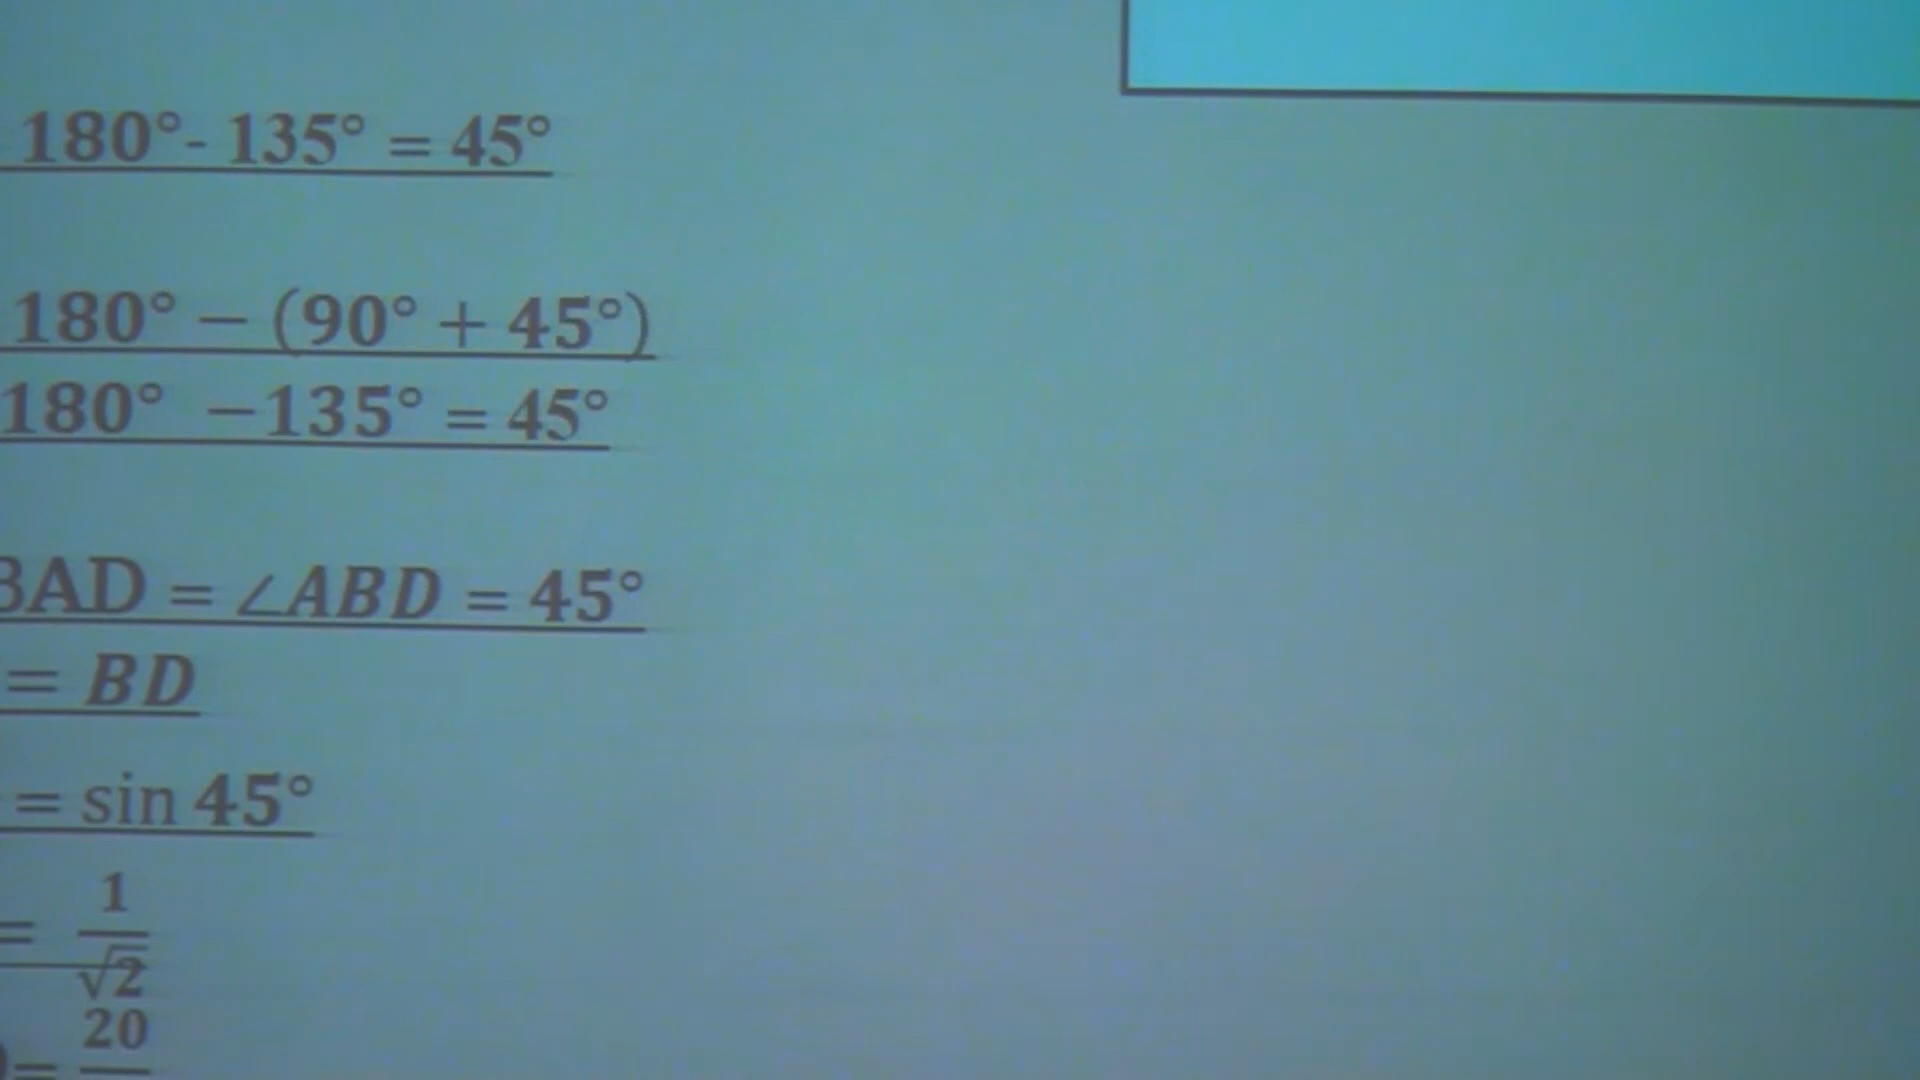 180°- 135° = 45°
180° − (90° + 45°)
180° −135° = 45°
BAD = ∠ABD = 45°
= BD
= sin 45°
= 1/√2
= 20